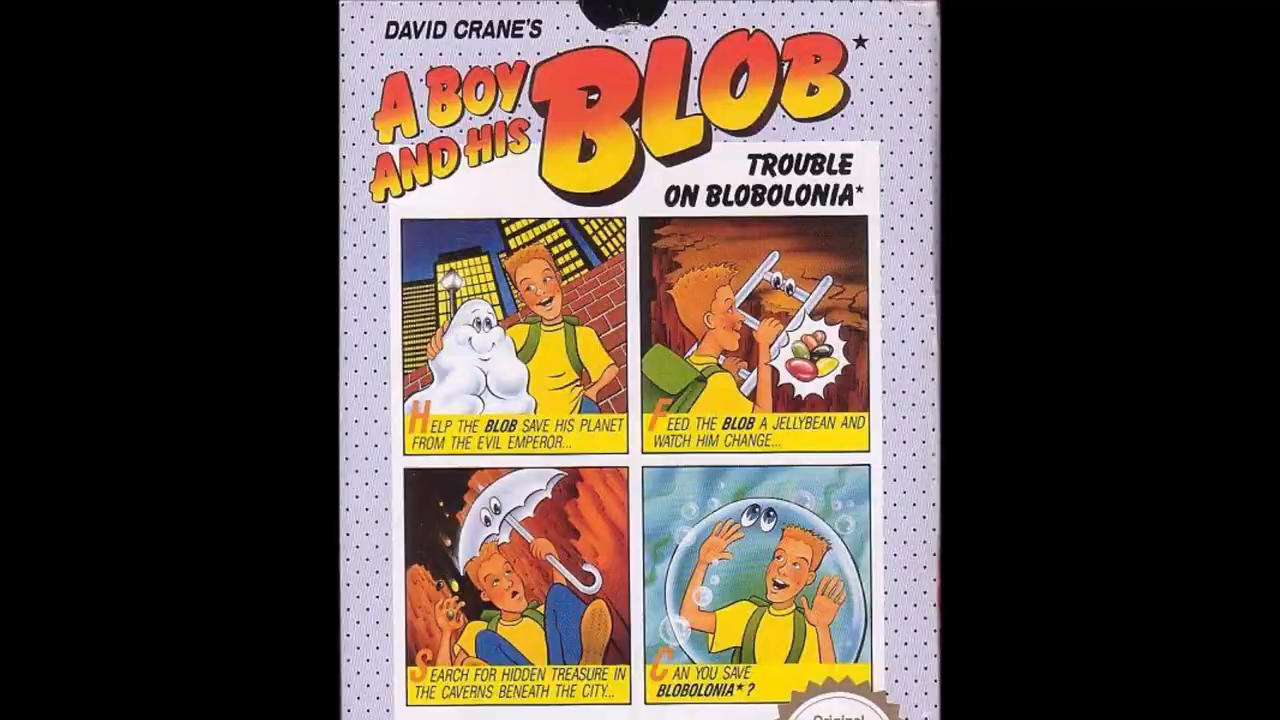 DAVID CRANE'S
A BOY
AND HIS
BLOB*
TROUBLE
ON BLOBOLONIA*
HELP THE BLOB SAVE HIS PLANET
FROM THE EVIL EMPEROR...
FEED THE BLOB A JELLYBEAN AND
WATCH HIM CHANGE...
SEARCH FOR HIDDEN TREASURE IN
THE CAVERNS BENEATH THE CITY...
CAN YOU SAVE
BLOBOLONIA*?
Original